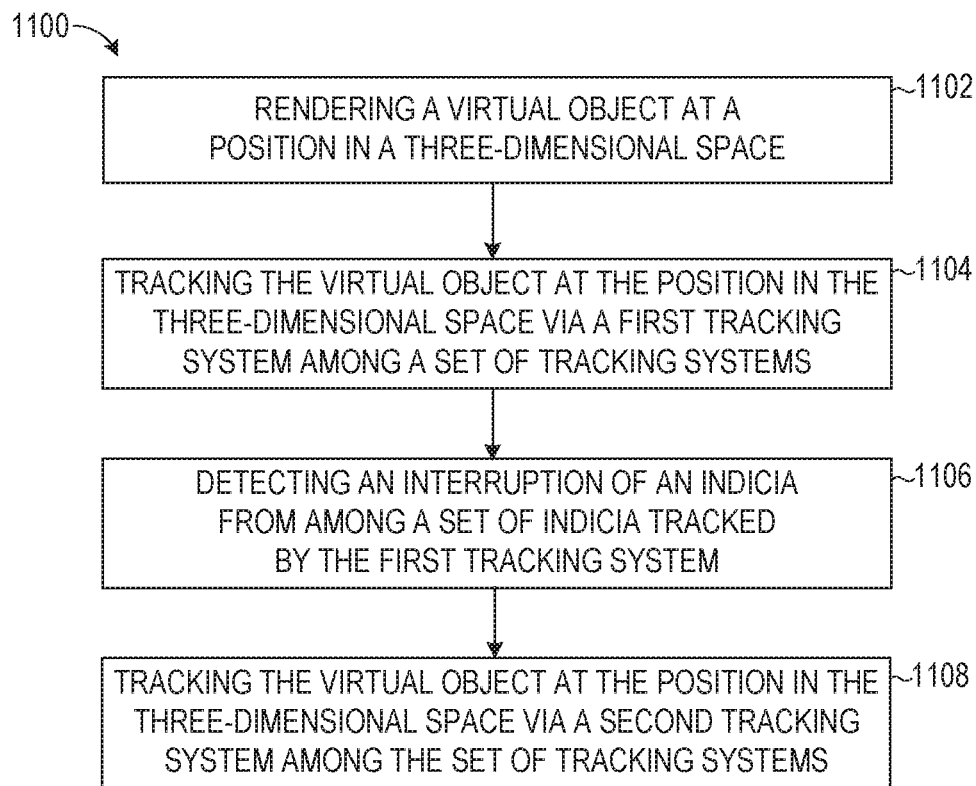 1100
1102
RENDERING A VIRTUAL OBJECT AT A
POSITION IN A THREE-DIMENSIONAL SPACE
1104
TRACKING THE VIRTUAL OBJECT AT THE POSITION IN THE
THREE-DIMENSIONAL SPACE VIA A FIRST TRACKING
SYSTEM AMONG A SET OF TRACKING SYSTEMS
1106
DETECTING AN INTERRUPTION OF AN INDICIA
FROM AMONG A SET OF INDICIA TRACKED
BY THE FIRST TRACKING SYSTEM
1108
TRACKING THE VIRTUAL OBJECT AT THE POSITION IN THE
THREE-DIMENSIONAL SPACE VIA A SECOND TRACKING
SYSTEM AMONG THE SET OF TRACKING SYSTEMS